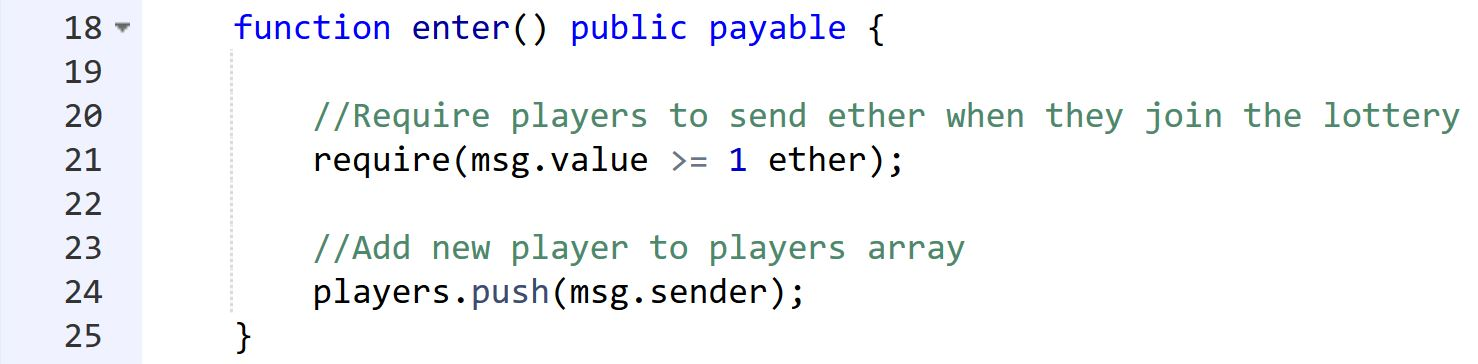 18 function enter() public payable {
19
20 //Require players to send ether when they join the lottery
21 require(msg.value >= 1 ether);
22
23 //Add new player to players array
24 players.push(msg.sender);
25 }